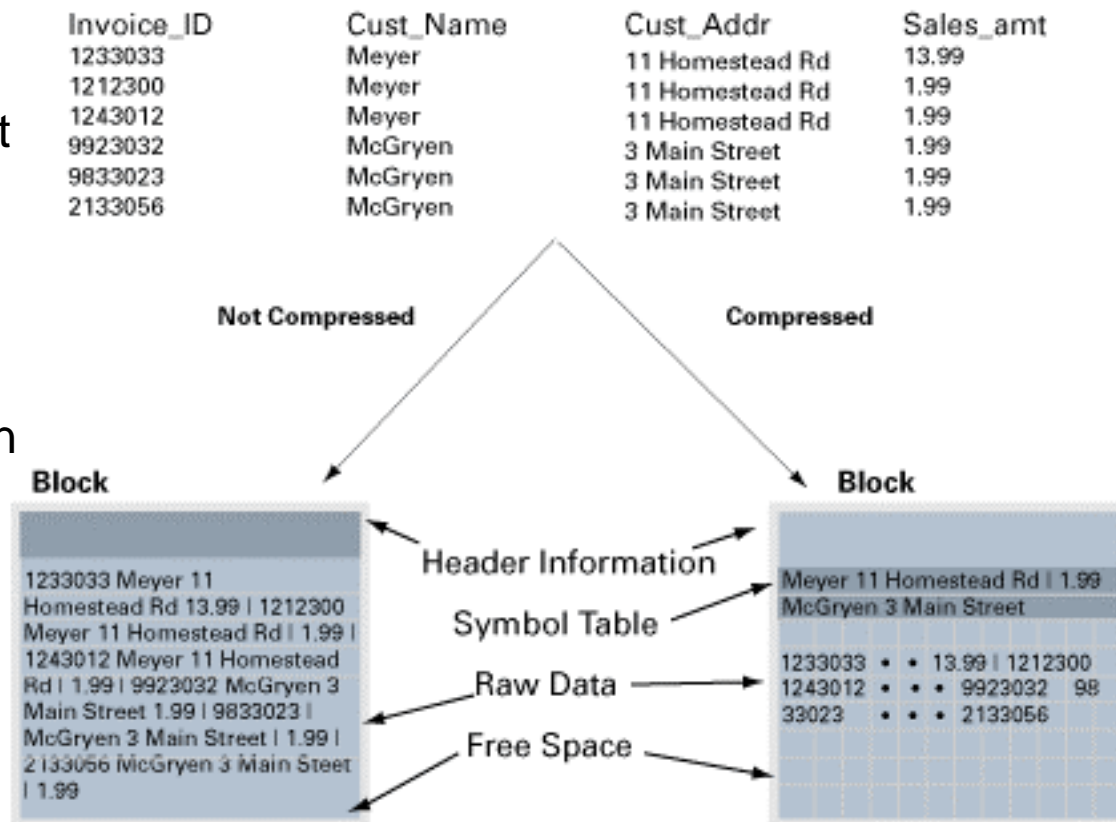 Invoice_ID Cust_Name Cust_Addr Sales_amt
1233033 Meyer 11 Homestead Rd 13.99
1212300 Meyer 11 Homestead Rd 1.99
1243012 Meyer 11 Homestead Rd 1.99
9923032 McGryen 3 Main Street 1.99
9833023 McGryen 3 Main Street 1.99
2133056 McGryen 3 Main Street 1.99
t
Not Compressed
Compressed
n
Block
1233033 Meyer 11
Homestead Rd 13.99 | 1212300
Meyer 11 Homestead Rd | 1.99 |
1243012 Meyer 11 Homestead
Rd | 1.99 | 9923032 McGryen 3
Main Street 1.99 | 9833023 |
McGryen 3 Main Street | 1.99 |
2133056 McGryen 3 Main Steet
| 1.99
Header Information
Symbol Table
Raw Data
Free Space
Block
Meyer 11 Homestead Rd | 1.99
McGryen 3 Main Street
1233033 • • 13.99 | 1212300
1243012 • • • 9923032 98
33023 • • • 2133056